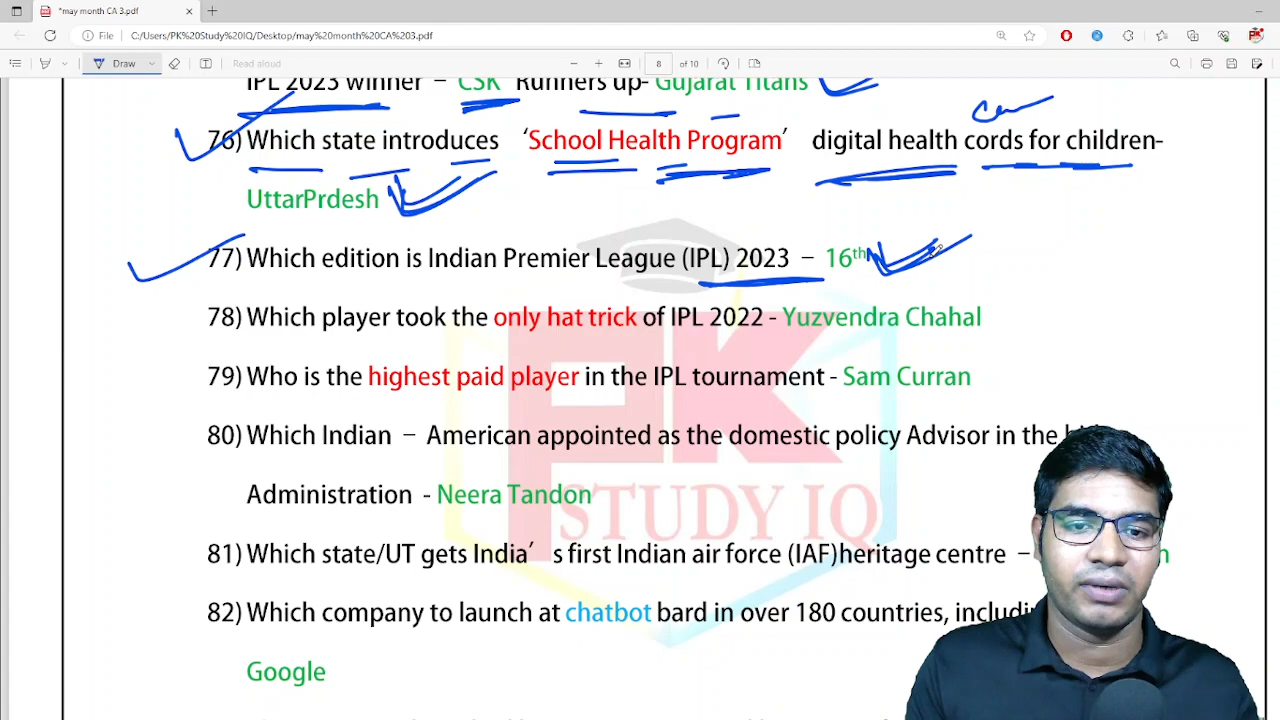 *may month CA 3.pdf
File C:/Users/PK%20Study%20IQ/Desktop/may%20month%20CA%203.pdf
Draw Read aloud 8 of 10
IPL 2023 winner – CSK Runners up- Gujarat Titans
76) Which state introduces ‘School Health Program’ digital health cords for children-
UttarPrdesh
77) Which edition is Indian Premier League (IPL) 2023 – 16th
78) Which player took the only hat trick of IPL 2022 - Yuzvendra Chahal
79) Who is the highest paid player in the IPL tournament - Sam Curran
80) Which Indian – American appointed as the domestic policy Advisor in the
Administration - Neera Tandon
81) Which state/UT gets India’s first Indian air force (IAF)heritage centre –
82) Which company to launch at chatbot bard in over 180 countries,
Google
PK
STUDY IQ